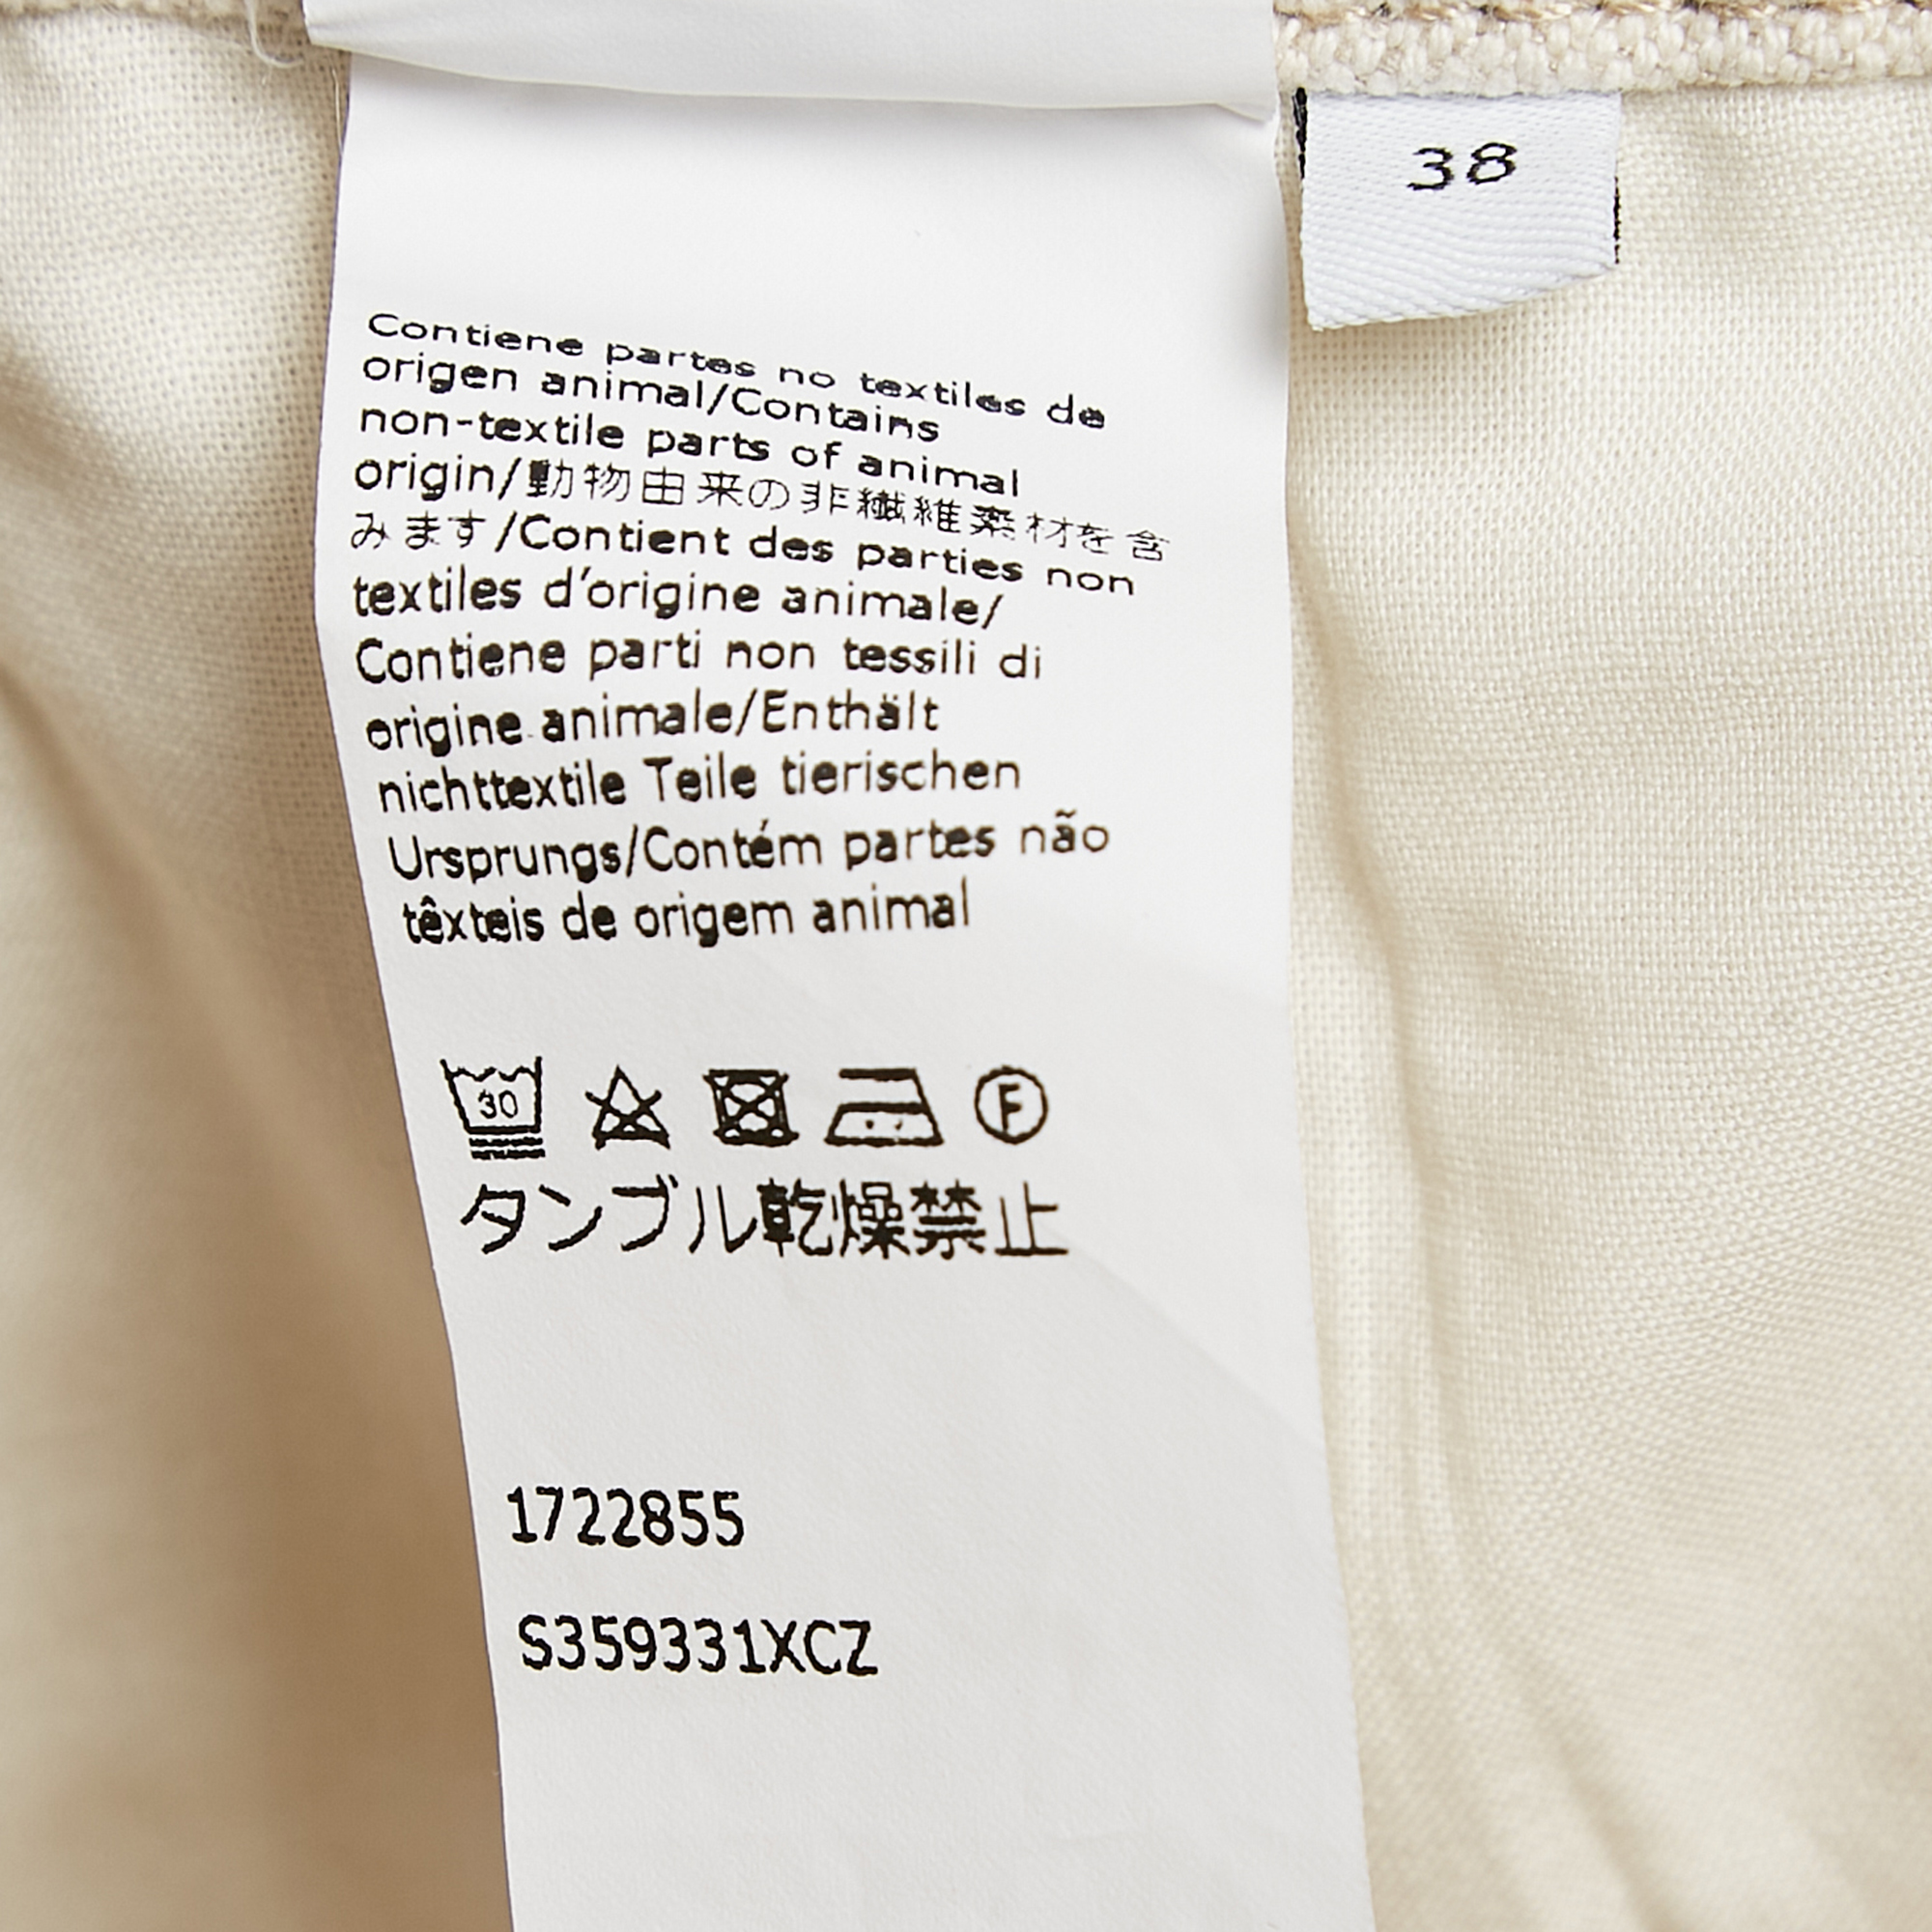 38
Contiene partes no textiles de
origen animal/Contains
non-textile parts of animal
origin/動物由来の非繊維素材を含
みます/Contient des parties non
textiles d'origine animale/
Contiene parti non tessili di
origine animale/Enthält
nichttextile Teile tierischen
Ursprungs/Contém partes não
têxteis de origem animal
30
F
タンブル乾燥禁止
1722855
S359331XCZ